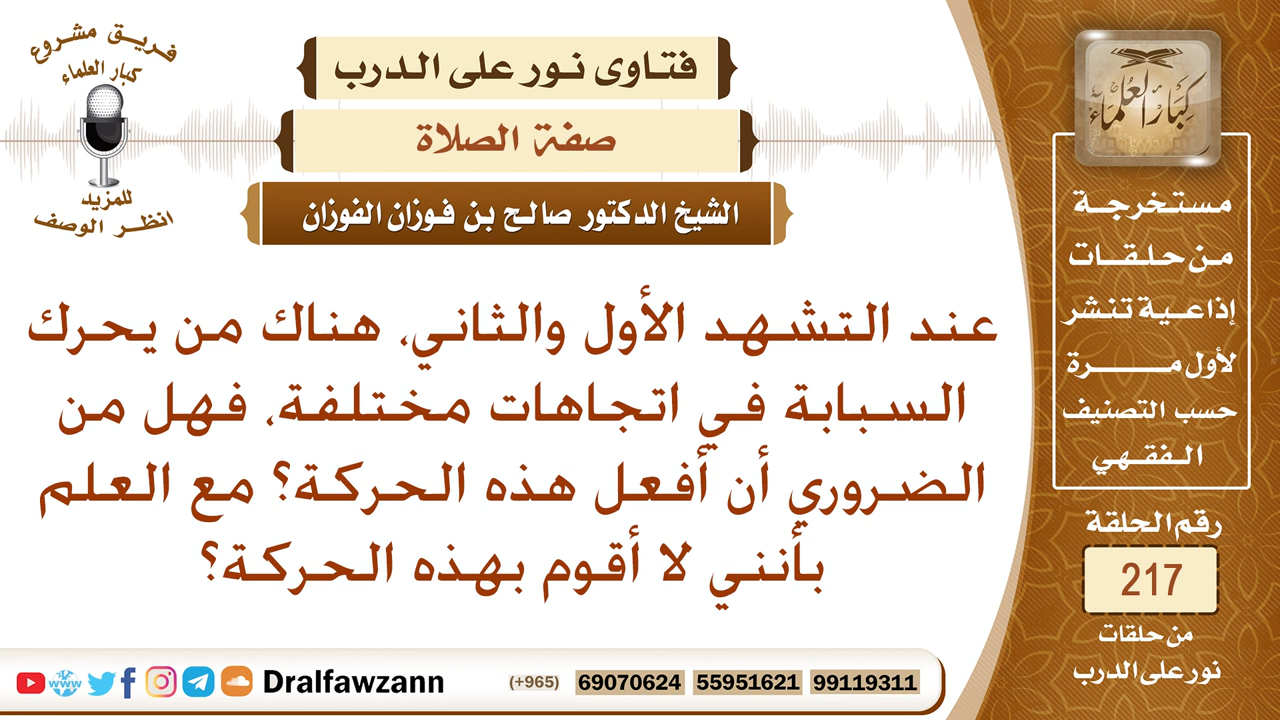 فريق مشروع
كبار العلماء
للمزيد
انظر الوصف
فتاوى نور على الدرب
صفة الصلاة
الشيخ الدكتور صالح بن فوزان الفوزان
عند التشهد الأول والثاني، هناك من يحرك
السبابة في اتجاهات مختلفة، فهل من
الضروري أن أفعل هذه الحركة؟ مع العلم
بأنني لا أقوم بهذه الحركة؟
كبار العلماء
مستخرجة
من حلقات
إذاعية تنشر
لأول مرة
حسب التصنيف
الفقهي
رقم الحلقة
217
من حلقات
نور على الدرب
www Dralfawzann (+965) 69070624 55951621 99119311